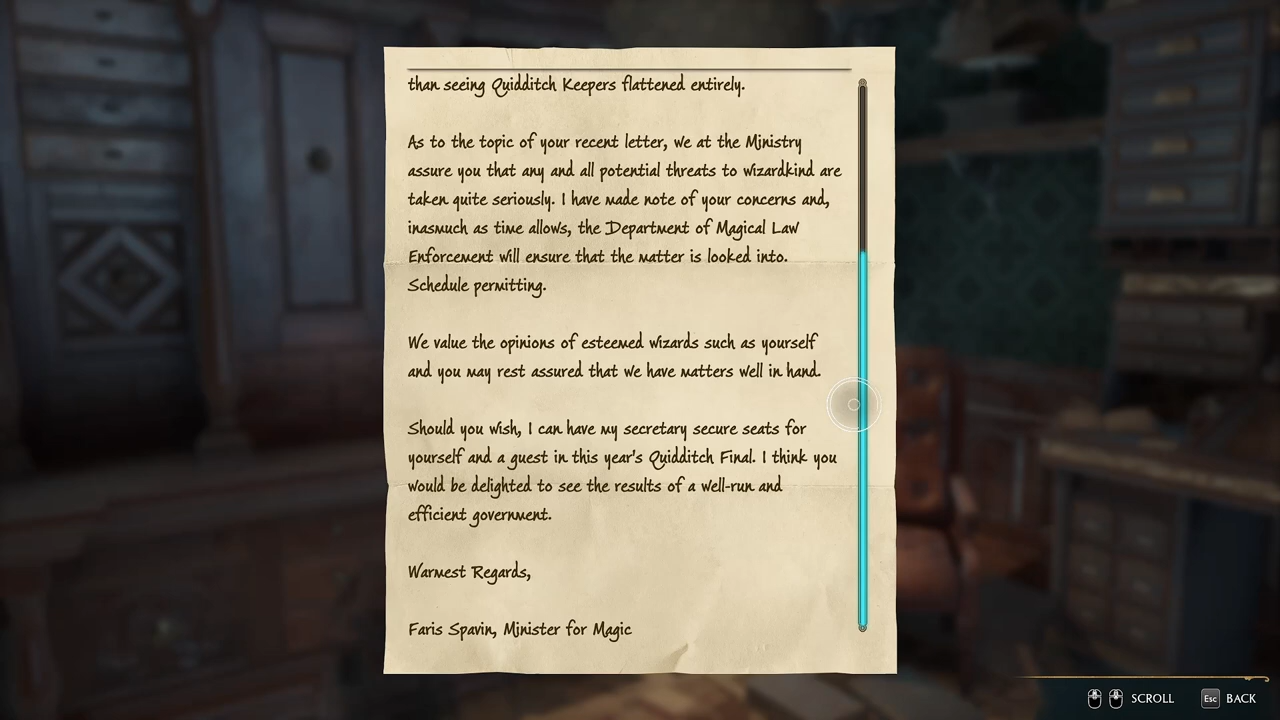 than seeing Quidditch Keepers flattened entirely.
As to the topic of your recent letter, we at the Ministry
assure you that any and all potential threats to wizardkind are
taken quite seriously. I have made note of your concerns and,
inasmuch as time allows, the Department of Magical Law
Enforcement will ensure that the matter is looked into.
Schedule permitting.
We value the opinions of esteemed wizards such as yourself
and you may rest assured that we have matters well in hand.
Should you wish, I can have my secretary secure seats for
yourself and a guest in this year's Quidditch Final. I think you
would be delighted to see the results of a well-run and
efficient government.
Warmest Regards,
Faris Spavin, Minister for Magic
SCROLL Esc BACK